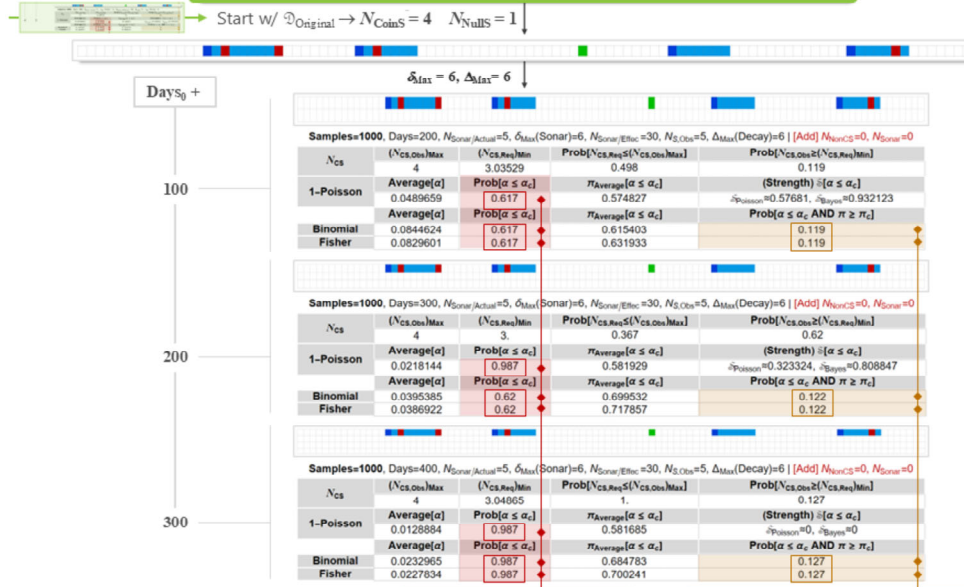 Start w/ 𝔇Original → NCoinS = 4 NNullS = 1
δMax = 6, ΔMax = 6
Days0 +
Samples=1000, Days=200, NSonar/Actual=5, δMax(Sonar)=6, NSonar/Effec=30, NS,Obs=5, ΔMax(Decay)=6 | [Add] NNonCS=0, NSonar=0
NCS (NCS,Obs)Max (NCS,Req)Min Prob[NCS,Req≤(NCS,Obs)Max] Prob[NCS,Obs≥(NCS,Req)Min]
4 3.03529 0.498 0.119
100
1-Poisson Average[α] Prob[α ≤ αc] πAverage[α ≤ αc] (Strength) 𝕊[α ≤ αc]
0.0489659 0.617 0.574827 𝕊Poisson=0.57681, 𝕊Bayes=0.932123
Average[α] Prob[α ≤ αc] πAverage[α ≤ αc] Prob[α ≤ αc AND π ≥ πc]
Binomial 0.0844624 0.617 0.615403 0.119
Fisher 0.0829601 0.617 0.631933 0.119
Samples=1000, Days=300, NSonar/Actual=5, δMax(Sonar)=6, NSonar/Effec=30, NS,Obs=5, ΔMax(Decay)=6 | [Add] NNonCS=0, NSonar=0
NCS (NCS,Obs)Max (NCS,Req)Min Prob[NCS,Req≤(NCS,Obs)Max] Prob[NCS,Obs≥(NCS,Req)Min]
4 3. 0.367 0.62
200
1-Poisson Average[α] Prob[α ≤ αc] πAverage[α ≤ αc] (Strength) 𝕊[α ≤ αc]
0.0218144 0.987 0.581929 𝕊Poisson=0.323324, 𝕊Bayes=0.808847
Average[α] Prob[α ≤ αc] πAverage[α ≤ αc] Prob[α ≤ αc AND π ≥ πc]
Binomial 0.0395385 0.62 0.699532 0.122
Fisher 0.0386922 0.62 0.717857 0.122
Samples=1000, Days=400, NSonar/Actual=5, δMax(Sonar)=6, NSonar/Effec=30, NS,Obs=5, ΔMax(Decay)=6 | [Add] NNonCS=0, NSonar=0
NCS (NCS,Obs)Max (NCS,Req)Min Prob[NCS,Req≤(NCS,Obs)Max] Prob[NCS,Obs≥(NCS,Req)Min]
4 3.04865 1. 0.127
300
1-Poisson Average[α] Prob[α ≤ αc] πAverage[α ≤ αc] (Strength) 𝕊[α ≤ αc]
0.0128884 0.987 0.581685 𝕊Poisson=0, 𝕊Bayes=0
Average[α] Prob[α ≤ αc] πAverage[α ≤ αc] Prob[α ≤ αc AND π ≥ πc]
Binomial 0.0232965 0.987 0.684783 0.127
Fisher 0.0227834 0.987 0.700241 0.127